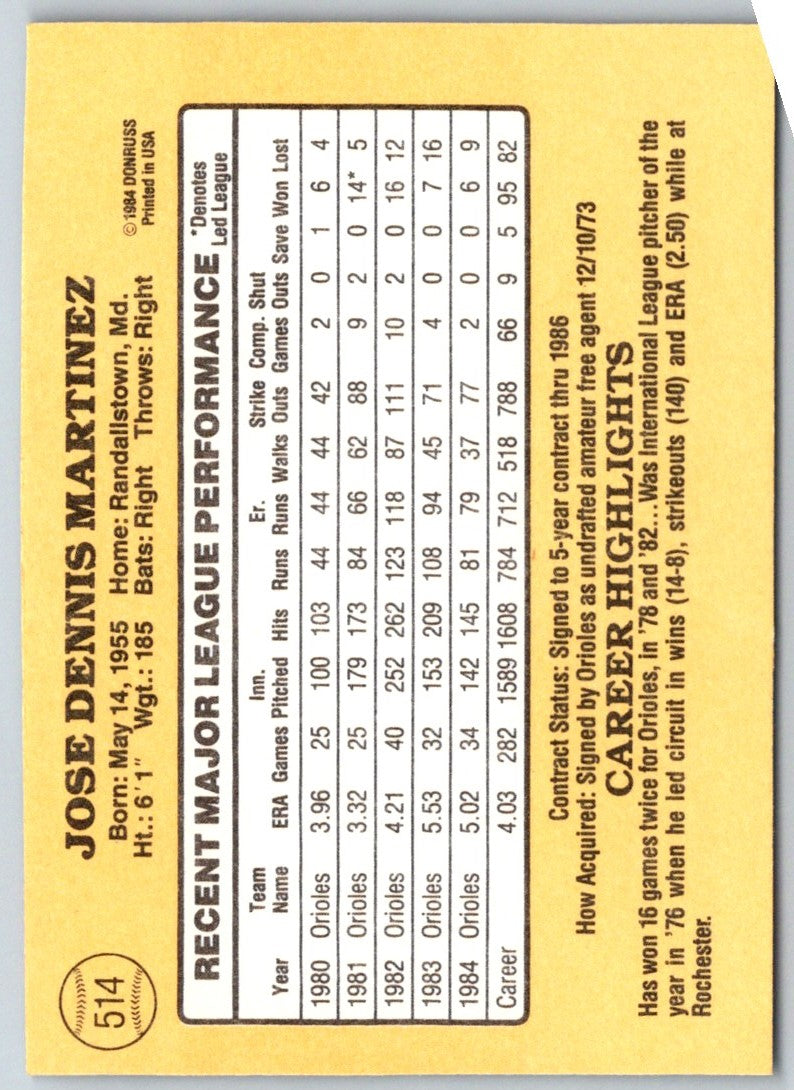 514
JOSE DENNIS MARTINEZ
Born: May 14, 1955 Home: Randallstown, Md.
Ht.: 6'1" Wgt.: 185 Bats: Right Throws: Right
©1984 DONRUSS
Printed in USA
RECENT MAJOR LEAGUE PERFORMANCE
*Denotes
Led League
Year Team Name ERA Games Inn. Pitched Hits Runs Er. Runs Walks Strike Outs Comp. Games Shut Outs Save Won Lost
1980 Orioles 3.96 25 100 103 44 44 44 42 2 0 1 6 4
1981 Orioles 3.32 25 179 173 84 66 62 88 9 2 0 14* 5
1982 Orioles 4.21 40 252 262 123 118 87 111 10 2 0 16 12
1983 Orioles 5.53 32 153 209 108 94 45 71 4 0 0 7 16
1984 Orioles 5.02 34 142 145 81 79 37 77 2 0 0 6 9
Career 4.03 282 1589 1608 784 712 518 788 66 9 5 95 82
Contract Status: Signed to 5-year contract thru 1986
How Acquired: Signed by Orioles as undrafted amateur free agent 12/10/73
CAREER HIGHLIGHTS
Has won 16 games twice for Orioles, in '78 and '82...Was International League pitcher of the
year in '76 when he led circuit in wins (14-8), strikeouts (140) and ERA (2.50) while at
Rochester.